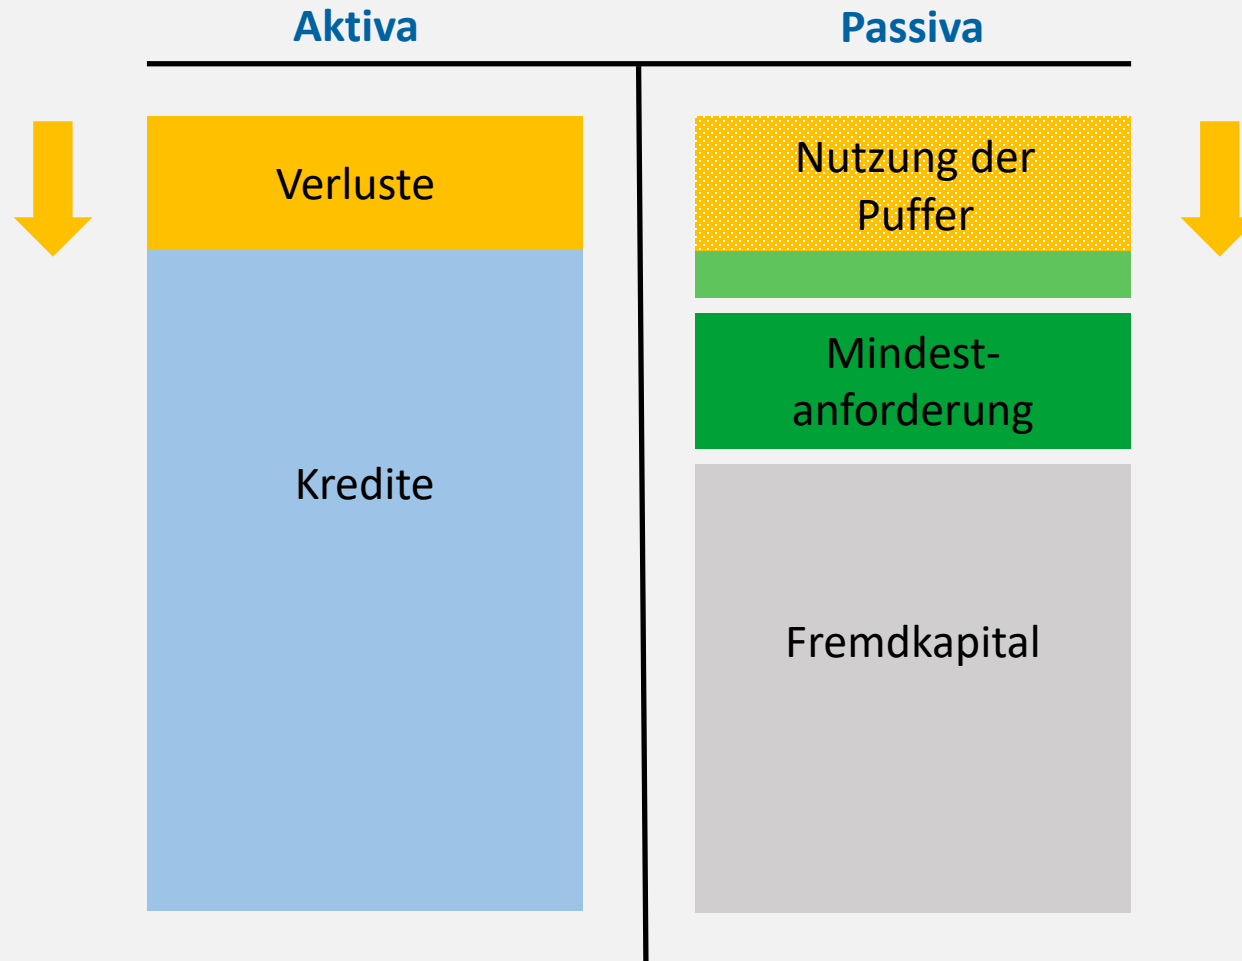 Aktiva
Passiva
Verluste
Nutzung der
Puffer
Mindest-
anforderung
Kredite
Fremdkapital